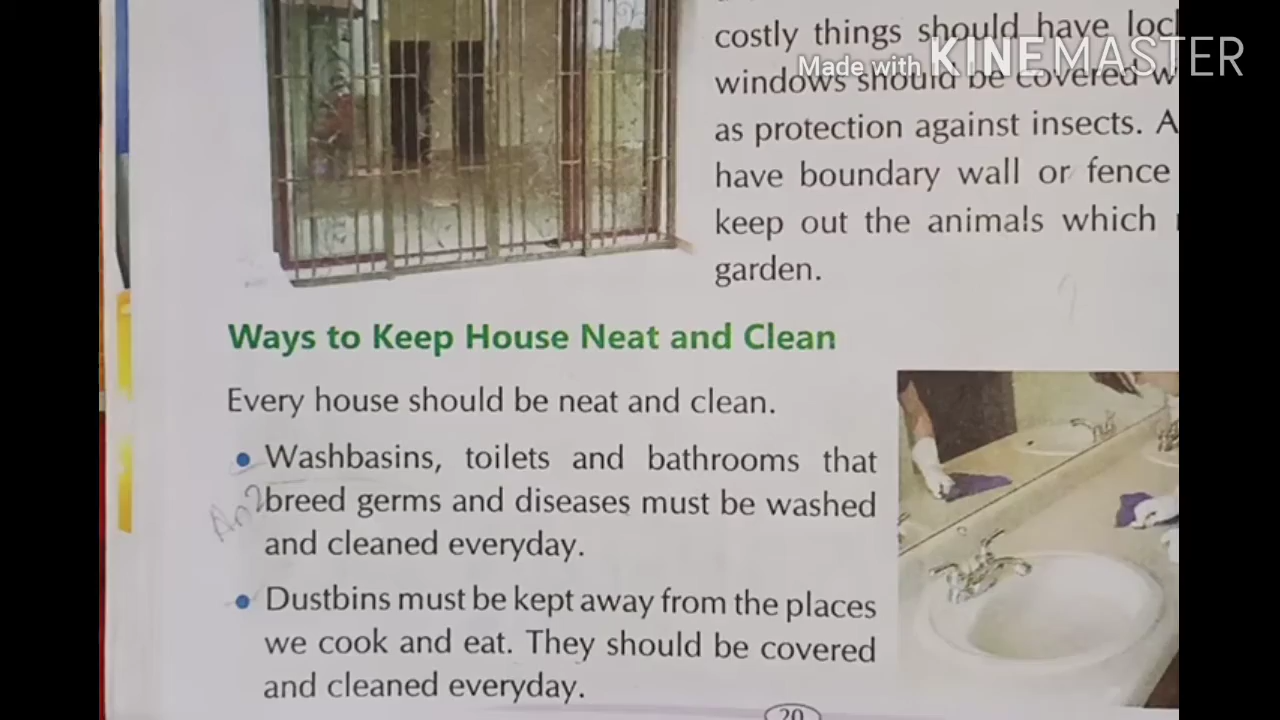 costly things should have
Made with KINEMASTER
windows should be covered
as protection against insects.
have boundary wall or fence
keep out the animals which
garden.
Ways to Keep House Neat and Clean
Every house should be neat and clean.
• Washbasins, toilets and bathrooms that
breed germs and diseases must be washed
and cleaned everyday.
• Dustbins must be kept away from the places
we cook and eat. They should be covered
and cleaned everyday.
20